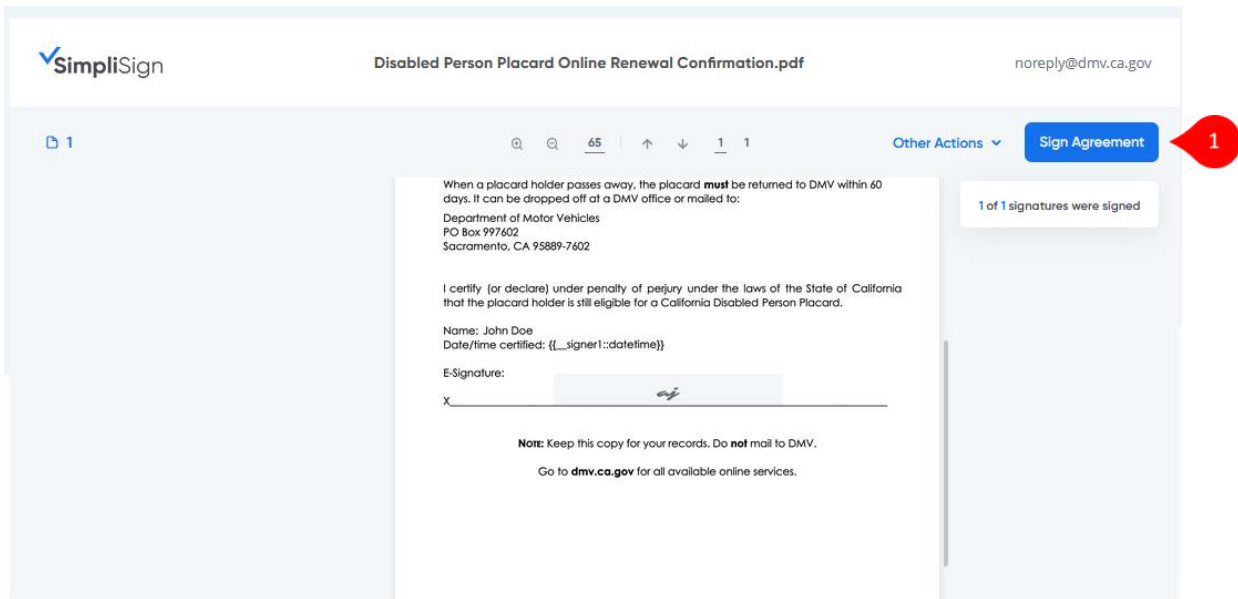 SimpliSign
Disabled Person Placard Online Renewal Confirmation.pdf
noreply@dmv.ca.gov
1
65
1 1
Other Actions
Sign Agreement
1
When a placard holder passes away, the placard must be returned to DMV within 60
days. It can be dropped off at a DMV office or mailed to:
1 of 1 signatures were signed
Department of Motor Vehicles
PO Box 997602
Sacramento, CA 95889-7602
I certify (or declare) under penalty of perjury under the laws of the State of California
that the placard holder is still eligible for a California Disabled Person Placard.
Name: John Doe
Date/time certified: {{__signer1::datetime}}
E-Signature:
aj
X
NOTE: Keep this copy for your records. Do not mail to DMV.
Go to dmv.ca.gov for all available online services.